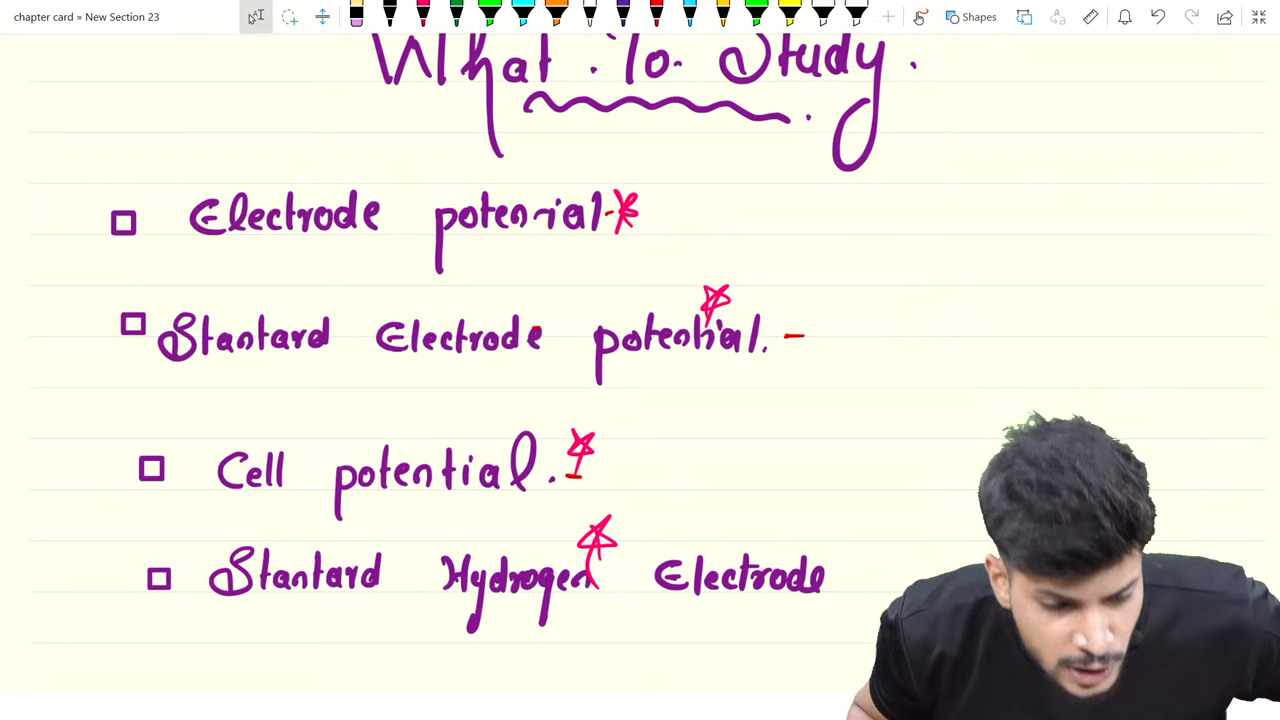 chapter card » New Section 23
Shapes
What To Study.
Electrode potential
Stantard Electrode potential.
Cell potential.
Stantard Hydrogen Electrode